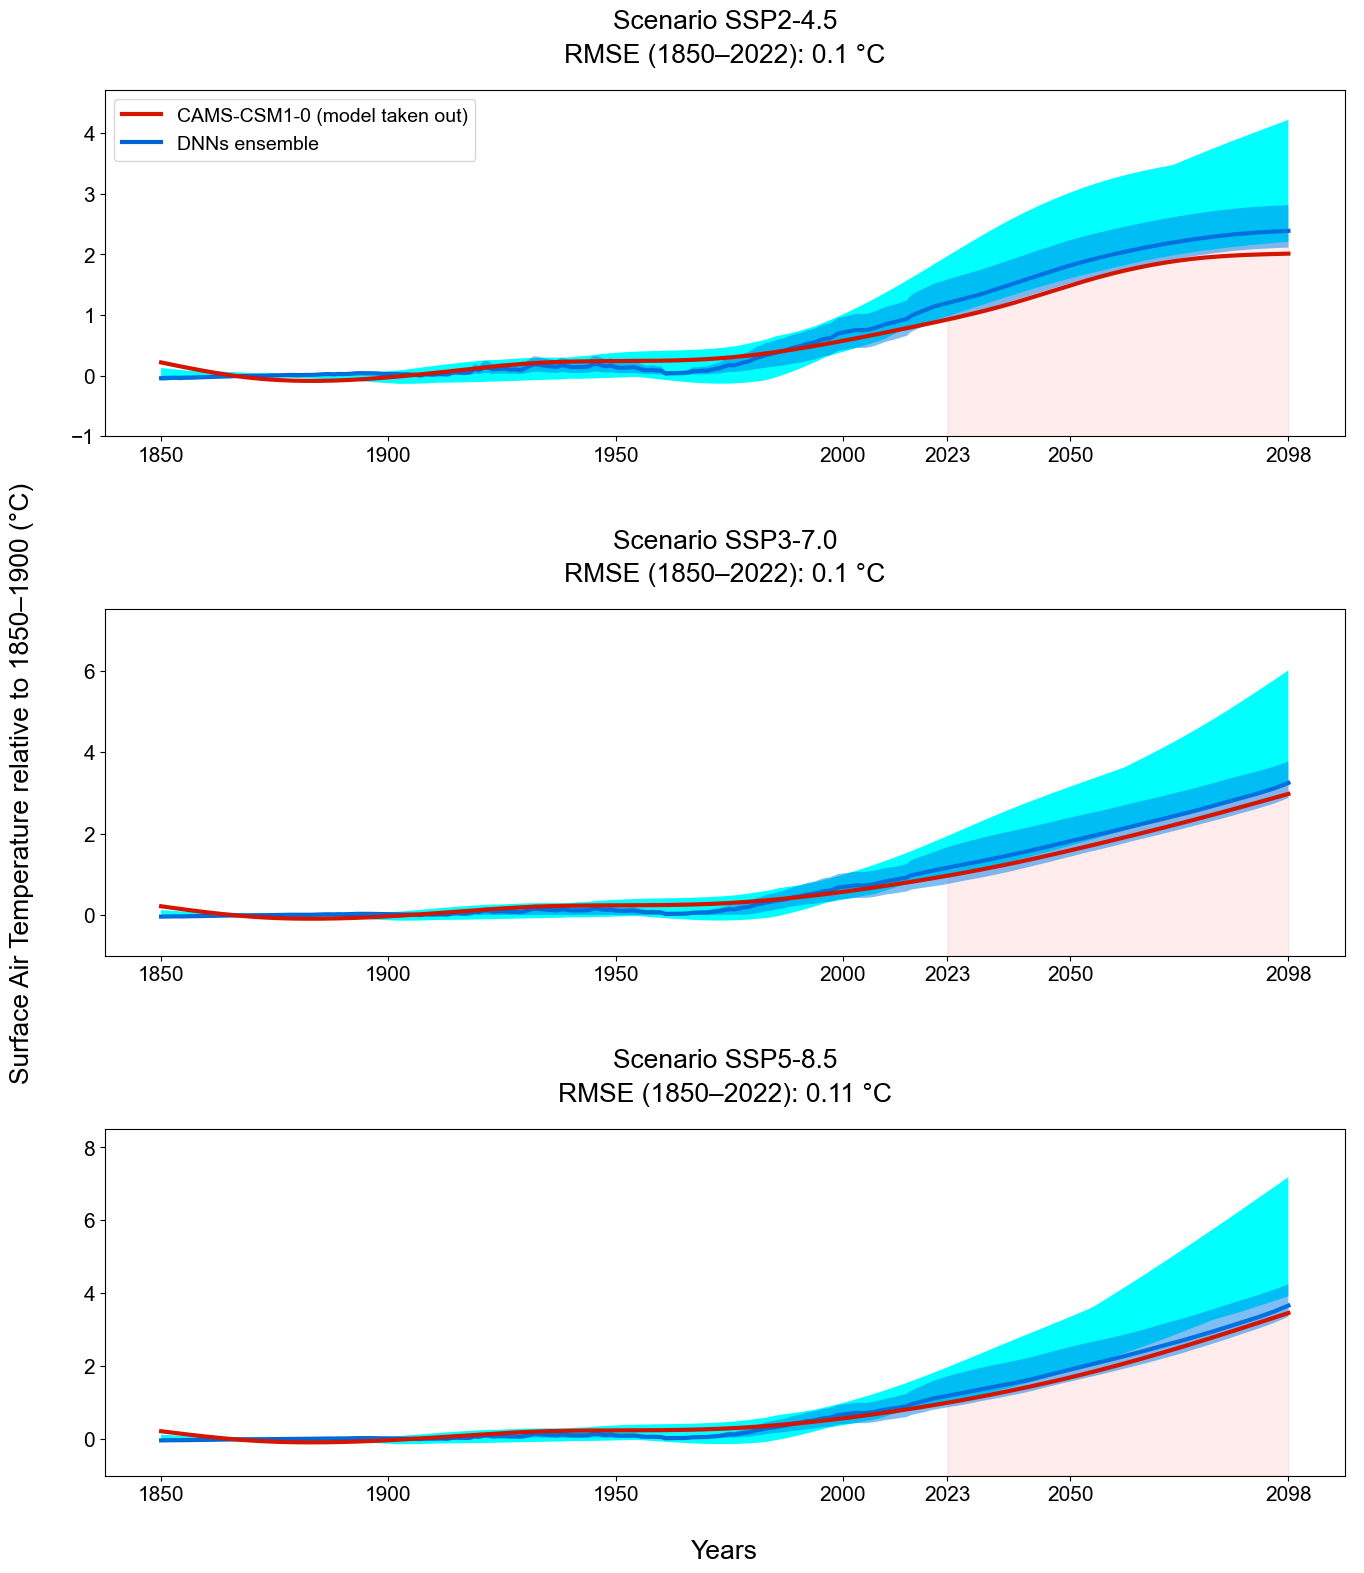 Scenario SSP2-4.5
RMSE (1850–2022): 0.1 °C
CAMS-CSM1-0 (model taken out)
DNNs ensemble
4
3
2
1
0
−1
1850 1900 1950 2000 2023 2050 2098
Surface Air Temperature relative to 1850–1900 (°C)
Scenario SSP3-7.0
RMSE (1850–2022): 0.1 °C
6
4
2
0
1850 1900 1950 2000 2023 2050 2098
Scenario SSP5-8.5
RMSE (1850–2022): 0.11 °C
8
6
4
2
0
1850 1900 1950 2000 2023 2050 2098
Years